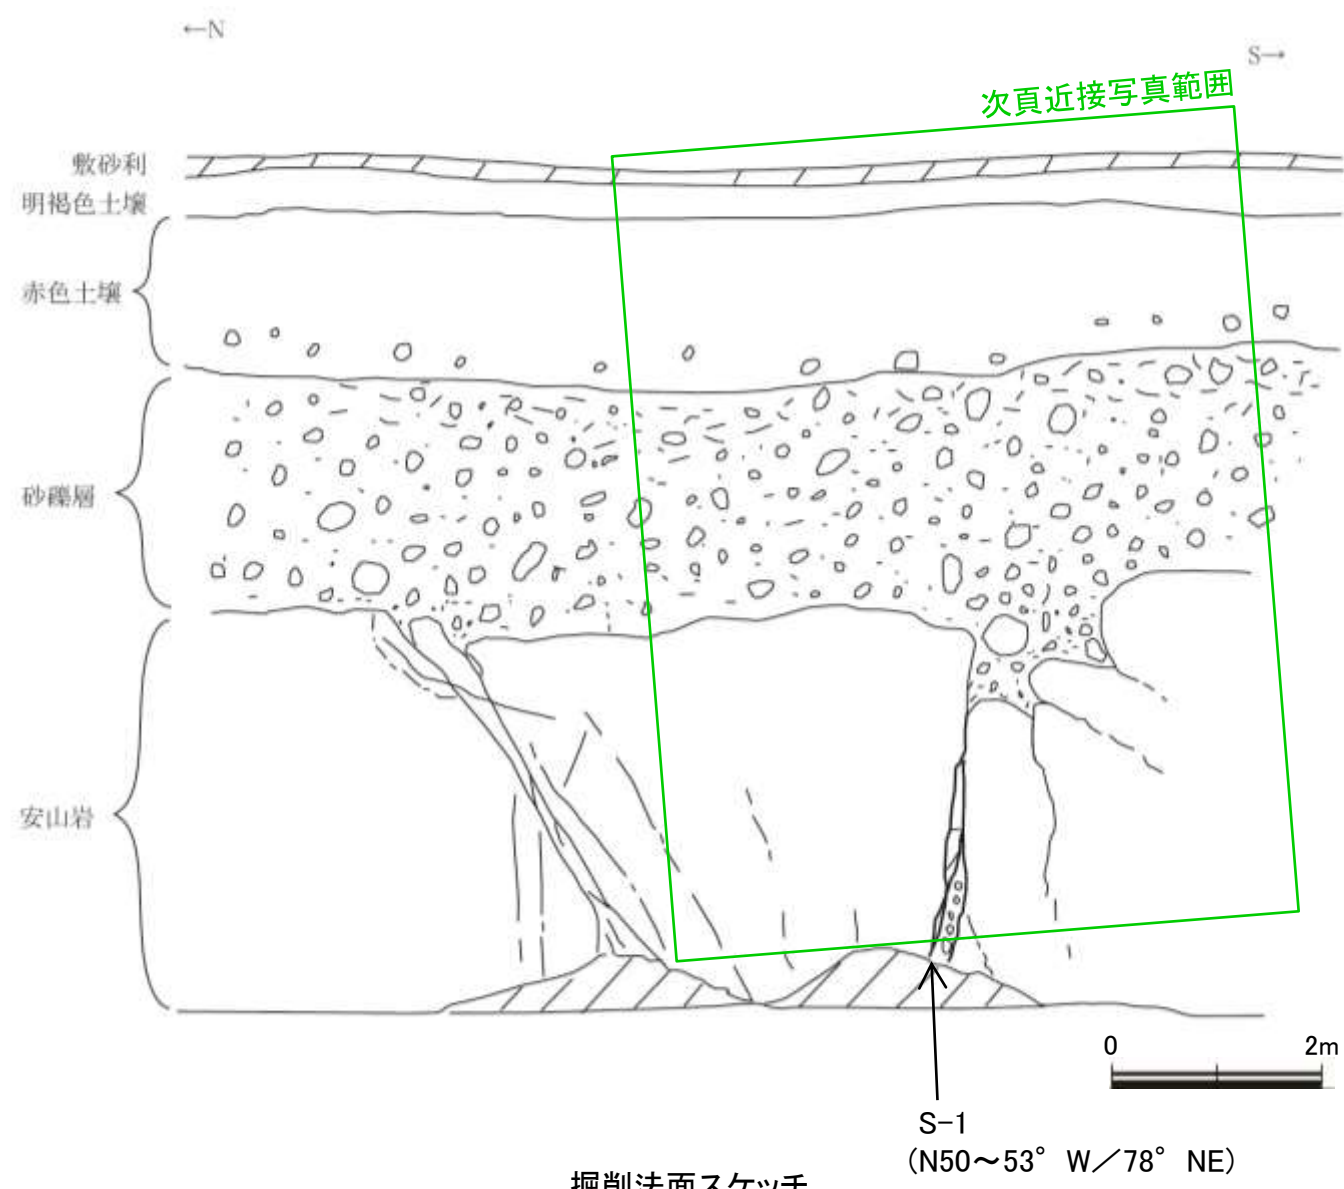 ←N
S→
次頁近接写真範囲
敷砂利
明褐色土壌
赤色土壌
砂礫層
安山岩
0 2m
S-1
(N50～53°W／78°NE)
掘削法面スケッチ